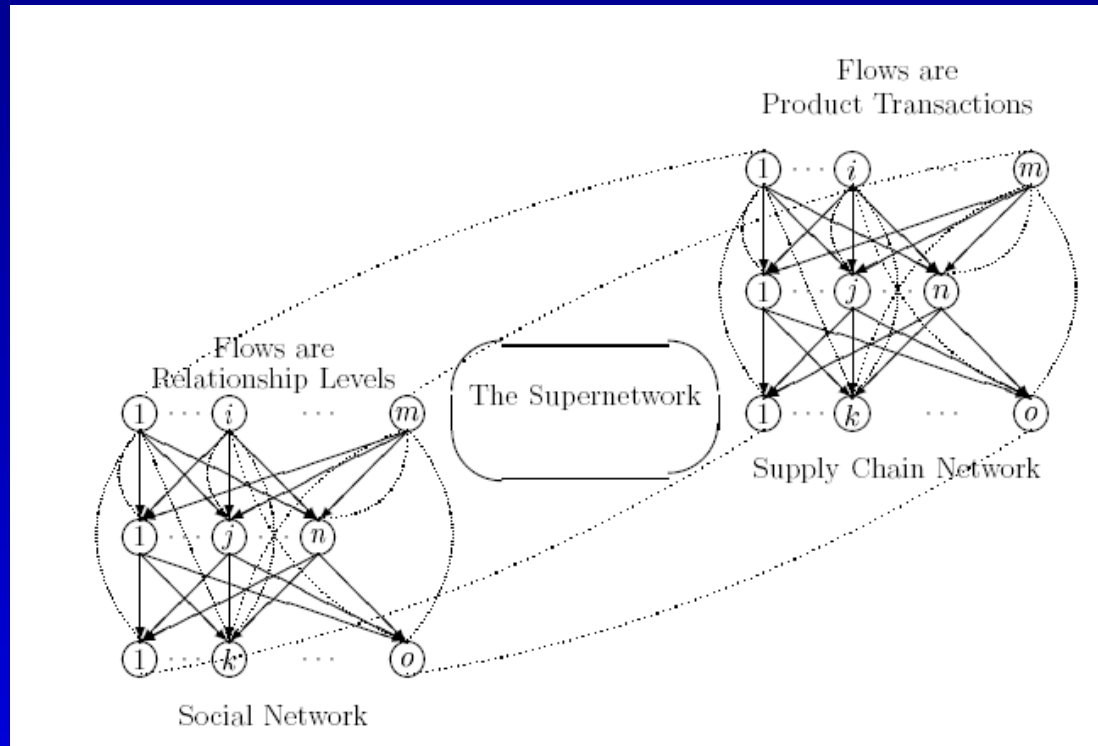 Flows are
Product Transactions
1 ··· i ··· m
1 ··· j ··· n
1 ··· k ··· o
Supply Chain Network
The Supernetwork
Flows are
Relationship Levels
1 ··· i ··· m
1 ··· j ··· n
1 ··· k ··· o
Social Network